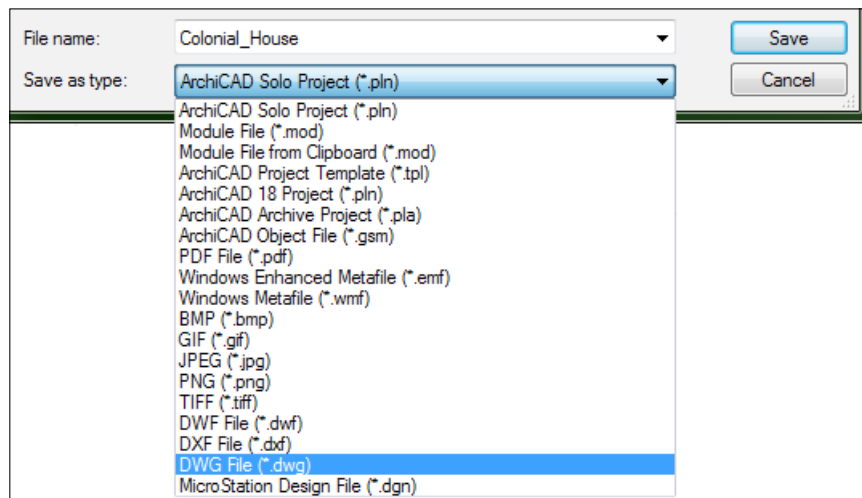 File name: Colonial_House Save
Save as type: ArchiCAD Solo Project (*.pln) Cancel
ArchiCAD Solo Project (*.pln)
Module File (*.mod)
Module File from Clipboard (*.mod)
ArchiCAD Project Template (*.tpl)
ArchiCAD 18 Project (*.pln)
ArchiCAD Archive Project (*.pla)
ArchiCAD Object File (*.gsm)
PDF File (*.pdf)
Windows Enhanced Metafile (*.emf)
Windows Metafile (*.wmf)
BMP (*.bmp)
GIF (*.gif)
JPEG (*.jpg)
PNG (*.png)
TIFF (*.tiff)
DWF File (*.dwf)
DXF File (*.dxf)
DWG File (*.dwg)
MicroStation Design File (*.dgn)